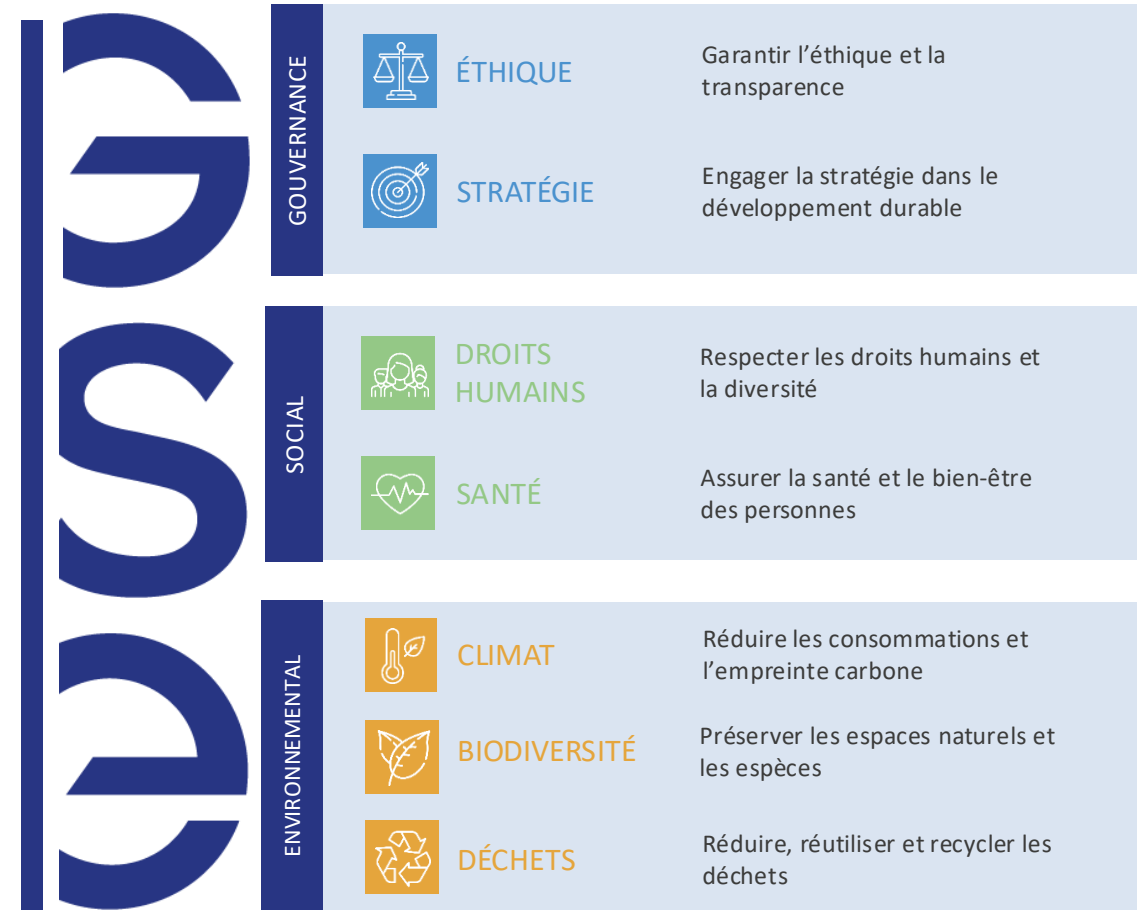 GSe
GOUVERNANCE
ÉTHIQUE
Garantir l’éthique et la
transparence
STRATÉGIE
Engager la stratégie dans le
développement durable
SOCIAL
DROITS
HUMAINS
Respecter les droits humains et
la diversité
SANTÉ
Assurer la santé et le bien-être
des personnes
ENVIRONNEMENTAL
CLIMAT
Réduire les consommations et
l’empreinte carbone
BIODIVERSITÉ
Préserver les espaces naturels et
les espèces
DÉCHETS
Réduire, réutiliser et recycler les
déchets